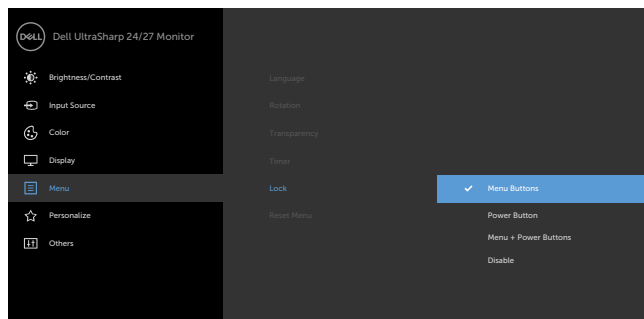 DELL
Dell UltraSharp 24/27 Monitor
Brightness/Contrast
Input Source
Color
Display
Menu
Personalize
Others
Language
Rotation
Transparency
Timer
Lock
Reset Menu
Menu Buttons
Power Button
Menu + Power Buttons
Disable